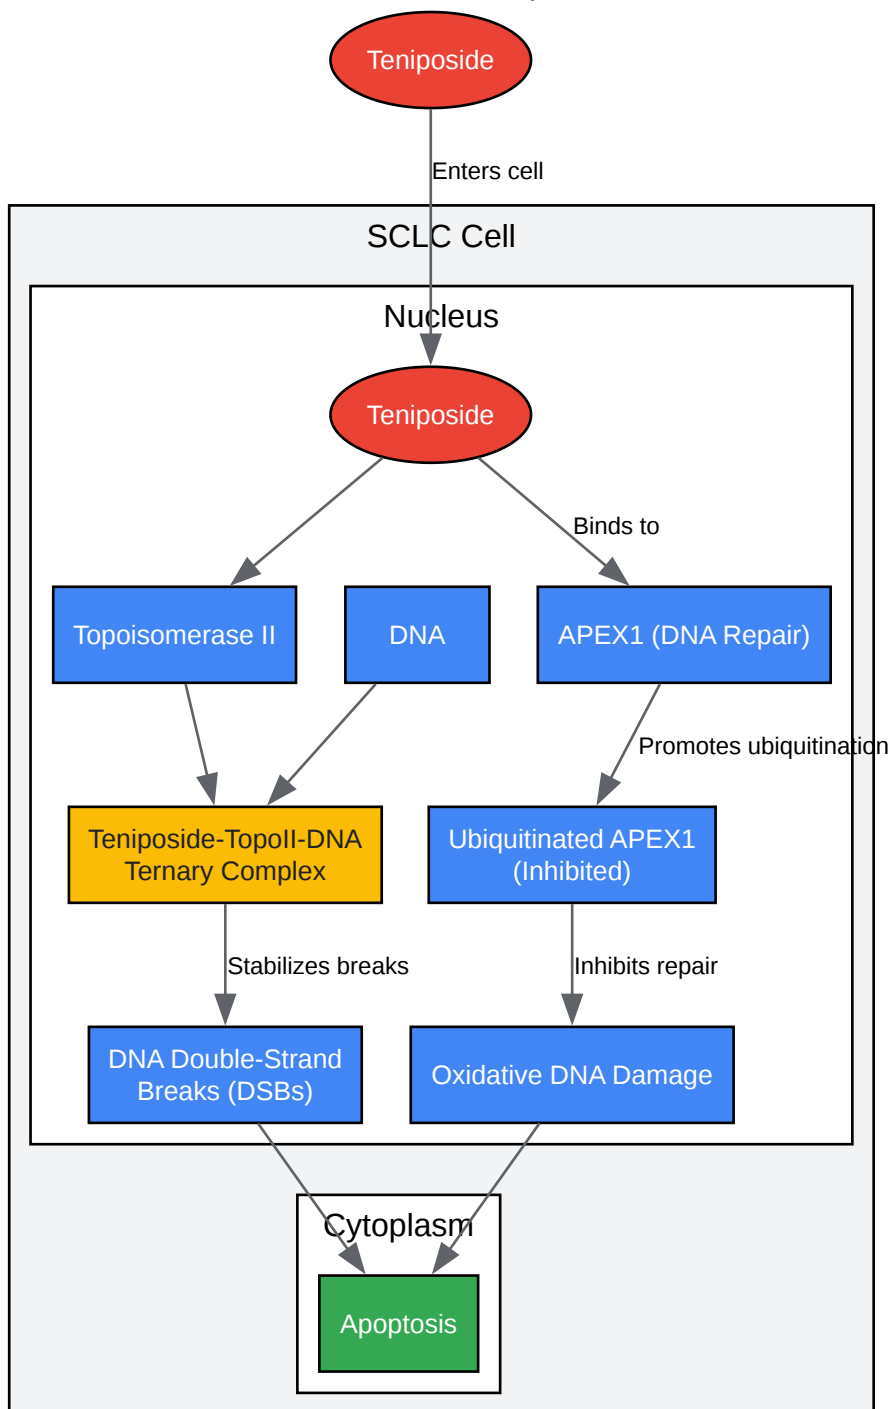 Teniposide
Enters cell
SCLC Cell
Nucleus
Teniposide
Binds to
Topoisomerase II
DNA
APEX1 (DNA Repair)
Promotes ubiquitination
Teniposide-TopoII-DNA
Ternary Complex
Ubiquitinated APEX1
(Inhibited)
Stabilizes breaks
Inhibits repair
DNA Double-Strand
Breaks (DSBs)
Oxidative DNA Damage
Cytoplasm
Apoptosis